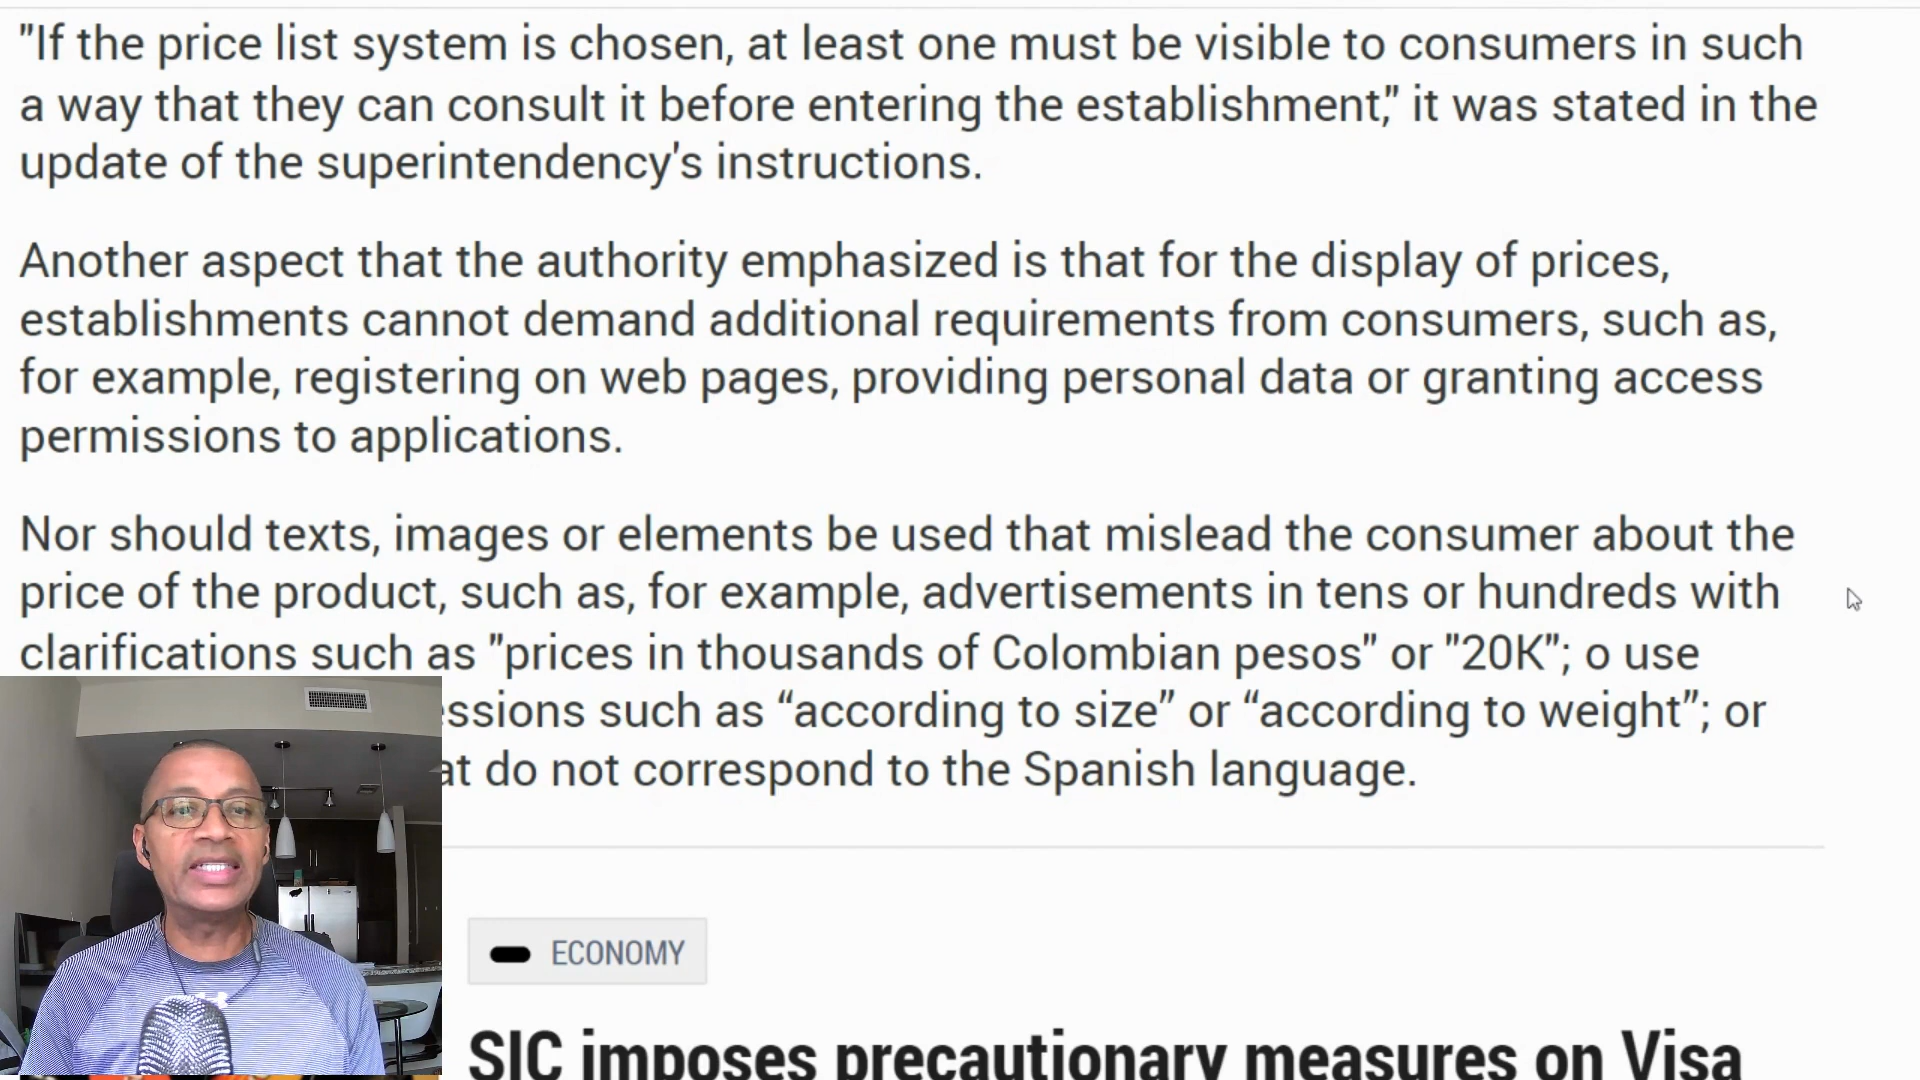 "If the price list system is chosen, at least one must be visible to consumers in such
a way that they can consult it before entering the establishment,” it was stated in the
update of the superintendency's instructions.
Another aspect that the authority emphasized is that for the display of prices,
establishments cannot demand additional requirements from consumers, such as,
for example, registering on web pages, providing personal data or granting access
permissions to applications.
Nor should texts, images or elements be used that mislead the consumer about the
price of the product, such as, for example, advertisements in tens or hundreds with
clarifications such as "prices in thousands of Colombian pesos" or "20K"; o use
essions such as “according to size” or “according to weight”; or
at do not correspond to the Spanish language.
ECONOMY
SIC imposes precautionary measures on Visa